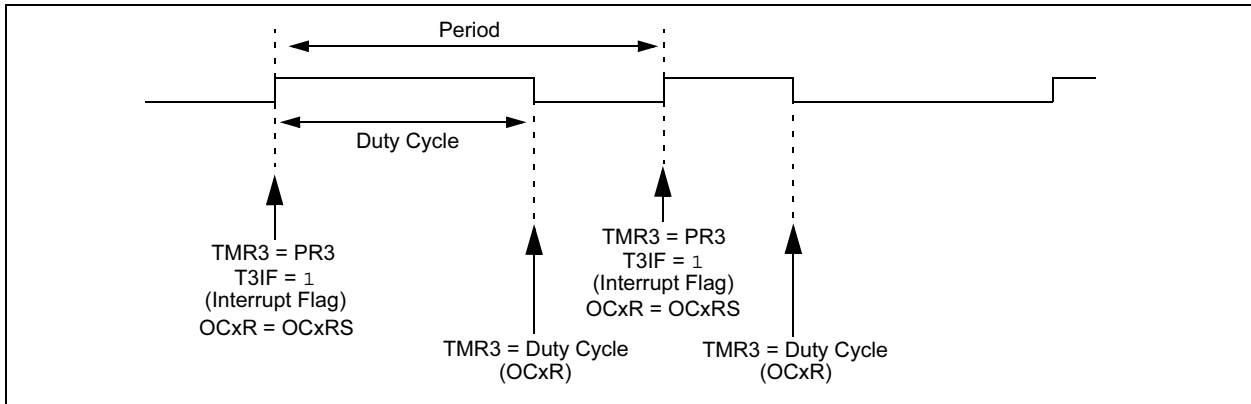 Period
Duty Cycle
TMR3 = PR3
T3IF = 1
(Interrupt Flag)
OCxR = OCxRS
TMR3 = Duty Cycle
(OCxR)
TMR3 = PR3
T3IF = 1
(Interrupt Flag)
OCxR = OCxRS
TMR3 = Duty Cycle
(OCxR)